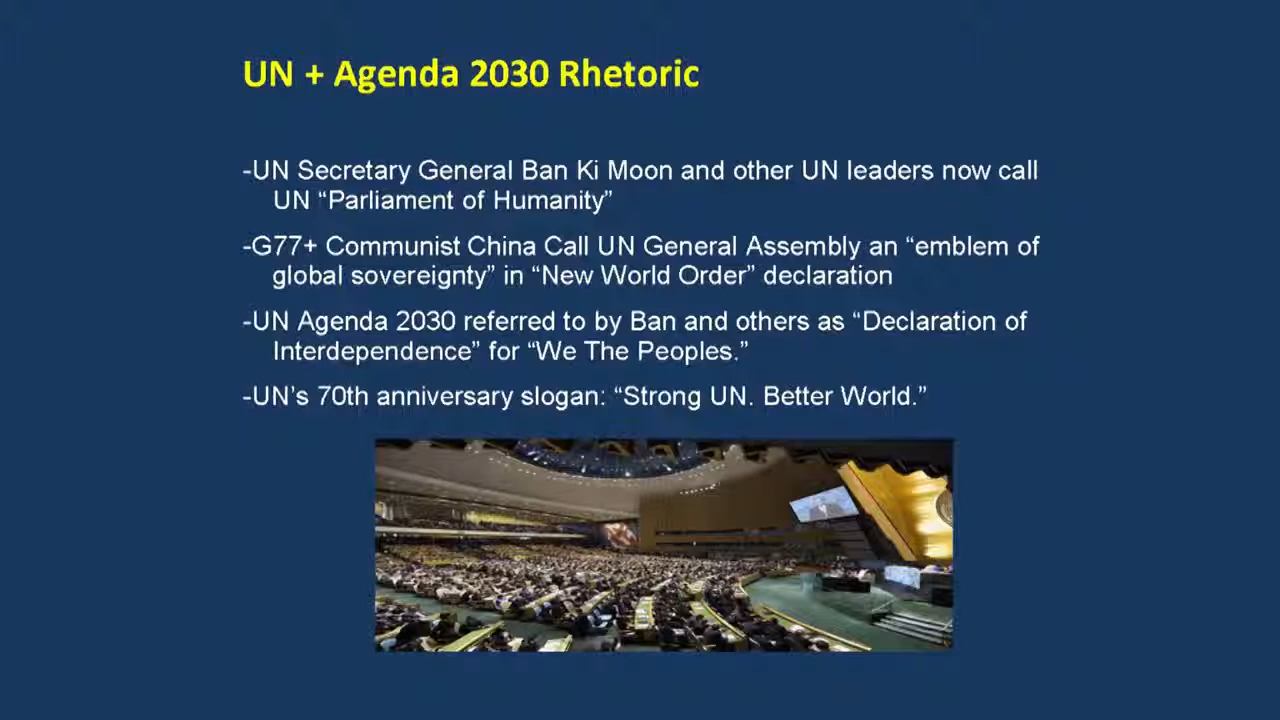 UN + Agenda 2030 Rhetoric
-UN Secretary General Ban Ki Moon and other UN leaders now call
UN “Parliament of Humanity”
-G77+ Communist China Call UN General Assembly an “emblem of
global sovereignty” in “New World Order” declaration
-UN Agenda 2030 referred to by Ban and others as “Declaration of
Interdependence” for “We The Peoples.”
-UN’s 70th anniversary slogan: “Strong UN. Better World.”